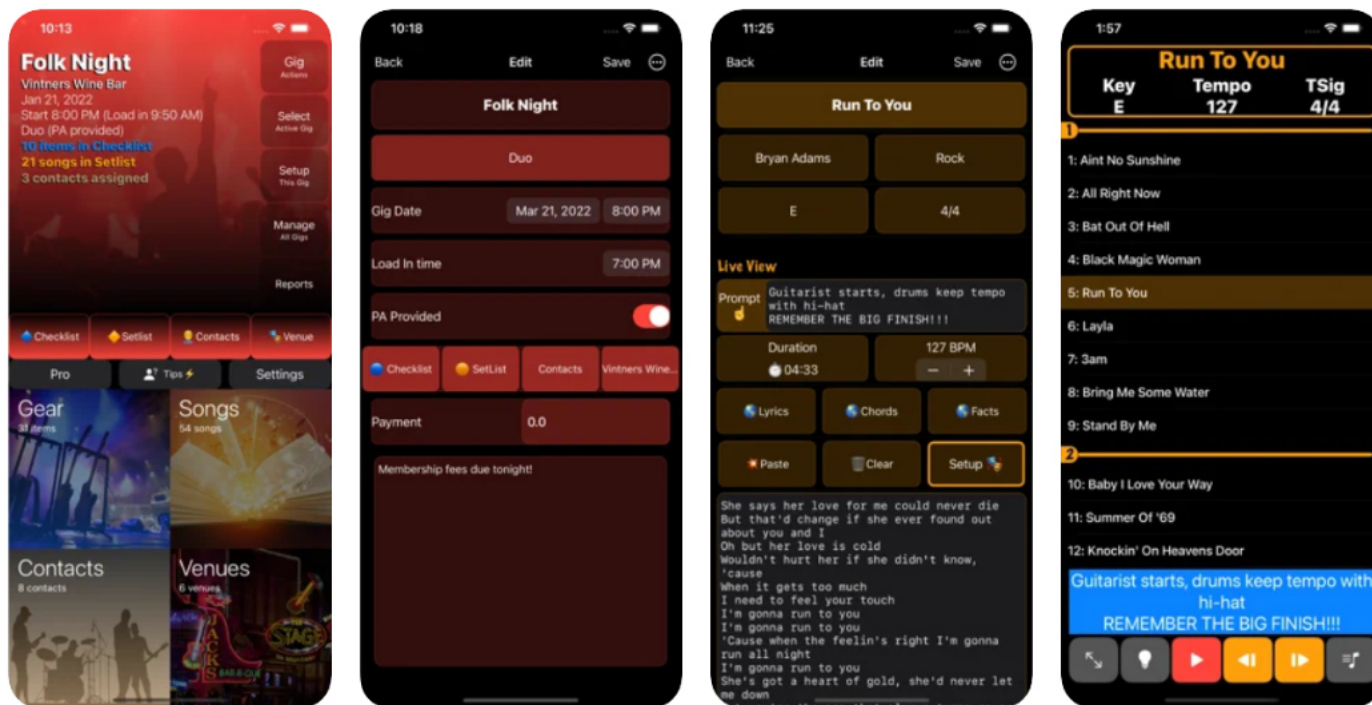 10:13
Folk Night
Vintners Wine Bar
Jan 21, 2022
Start 8:00 PM (Load in 9:50 AM)
Duo (PA provided)
10 items in Checklist
21 songs in Setlist
3 contacts assigned
Gig
Actions
Select
Active Gig
Setup
This Gig
Manage
All Gigs
Reports
Checklist
Setlist
Contacts
Venue
Pro
Tips
Settings
Gear
31 items
Songs
54 songs
Contacts
8 contacts
Venues
6 venues
JACKS
BAR-B-QUE
STAGE
10:18
Back Edit Save
Folk Night
Duo
Gig Date Mar 21, 2022 8:00 PM
Load In time 7:00 PM
PA Provided
Checklist SetList Contacts Vintners Wine...
Payment 0.0
Membership fees due tonight!
11:25
Back Edit Save
Run To You
Bryan Adams Rock
E 4/4
Live View
Prompt
Guitarist starts, drums keep tempo
with hi-hat
REMEMBER THE BIG FINISH!!!
Duration 127 BPM
04:33 − +
Lyrics Chords Facts
Paste Clear Setup
She says her love for me could never die
But that'd change if she ever found out
about you and I
Oh but her love is cold
Wouldn't hurt her if she didn't know,
'cause
When it gets too much
I need to feel your touch
I'm gonna run to you
I'm gonna run to you
'Cause when the feelin's right I'm gonna
run all night
I'm gonna run to you
She's got a heart of gold, she'd never let
me down
1:57
Run To You
Key Tempo TSig
E 127 4/4
1
1: Aint No Sunshine
2: All Right Now
3: Bat Out Of Hell
4: Black Magic Woman
5: Run To You
6: Layla
7: 3am
8: Bring Me Some Water
9: Stand By Me
2
10: Baby I Love Your Way
11: Summer Of '69
12: Knockin' On Heavens Door
Guitarist starts, drums keep tempo with
hi-hat
REMEMBER THE BIG FINISH!!!